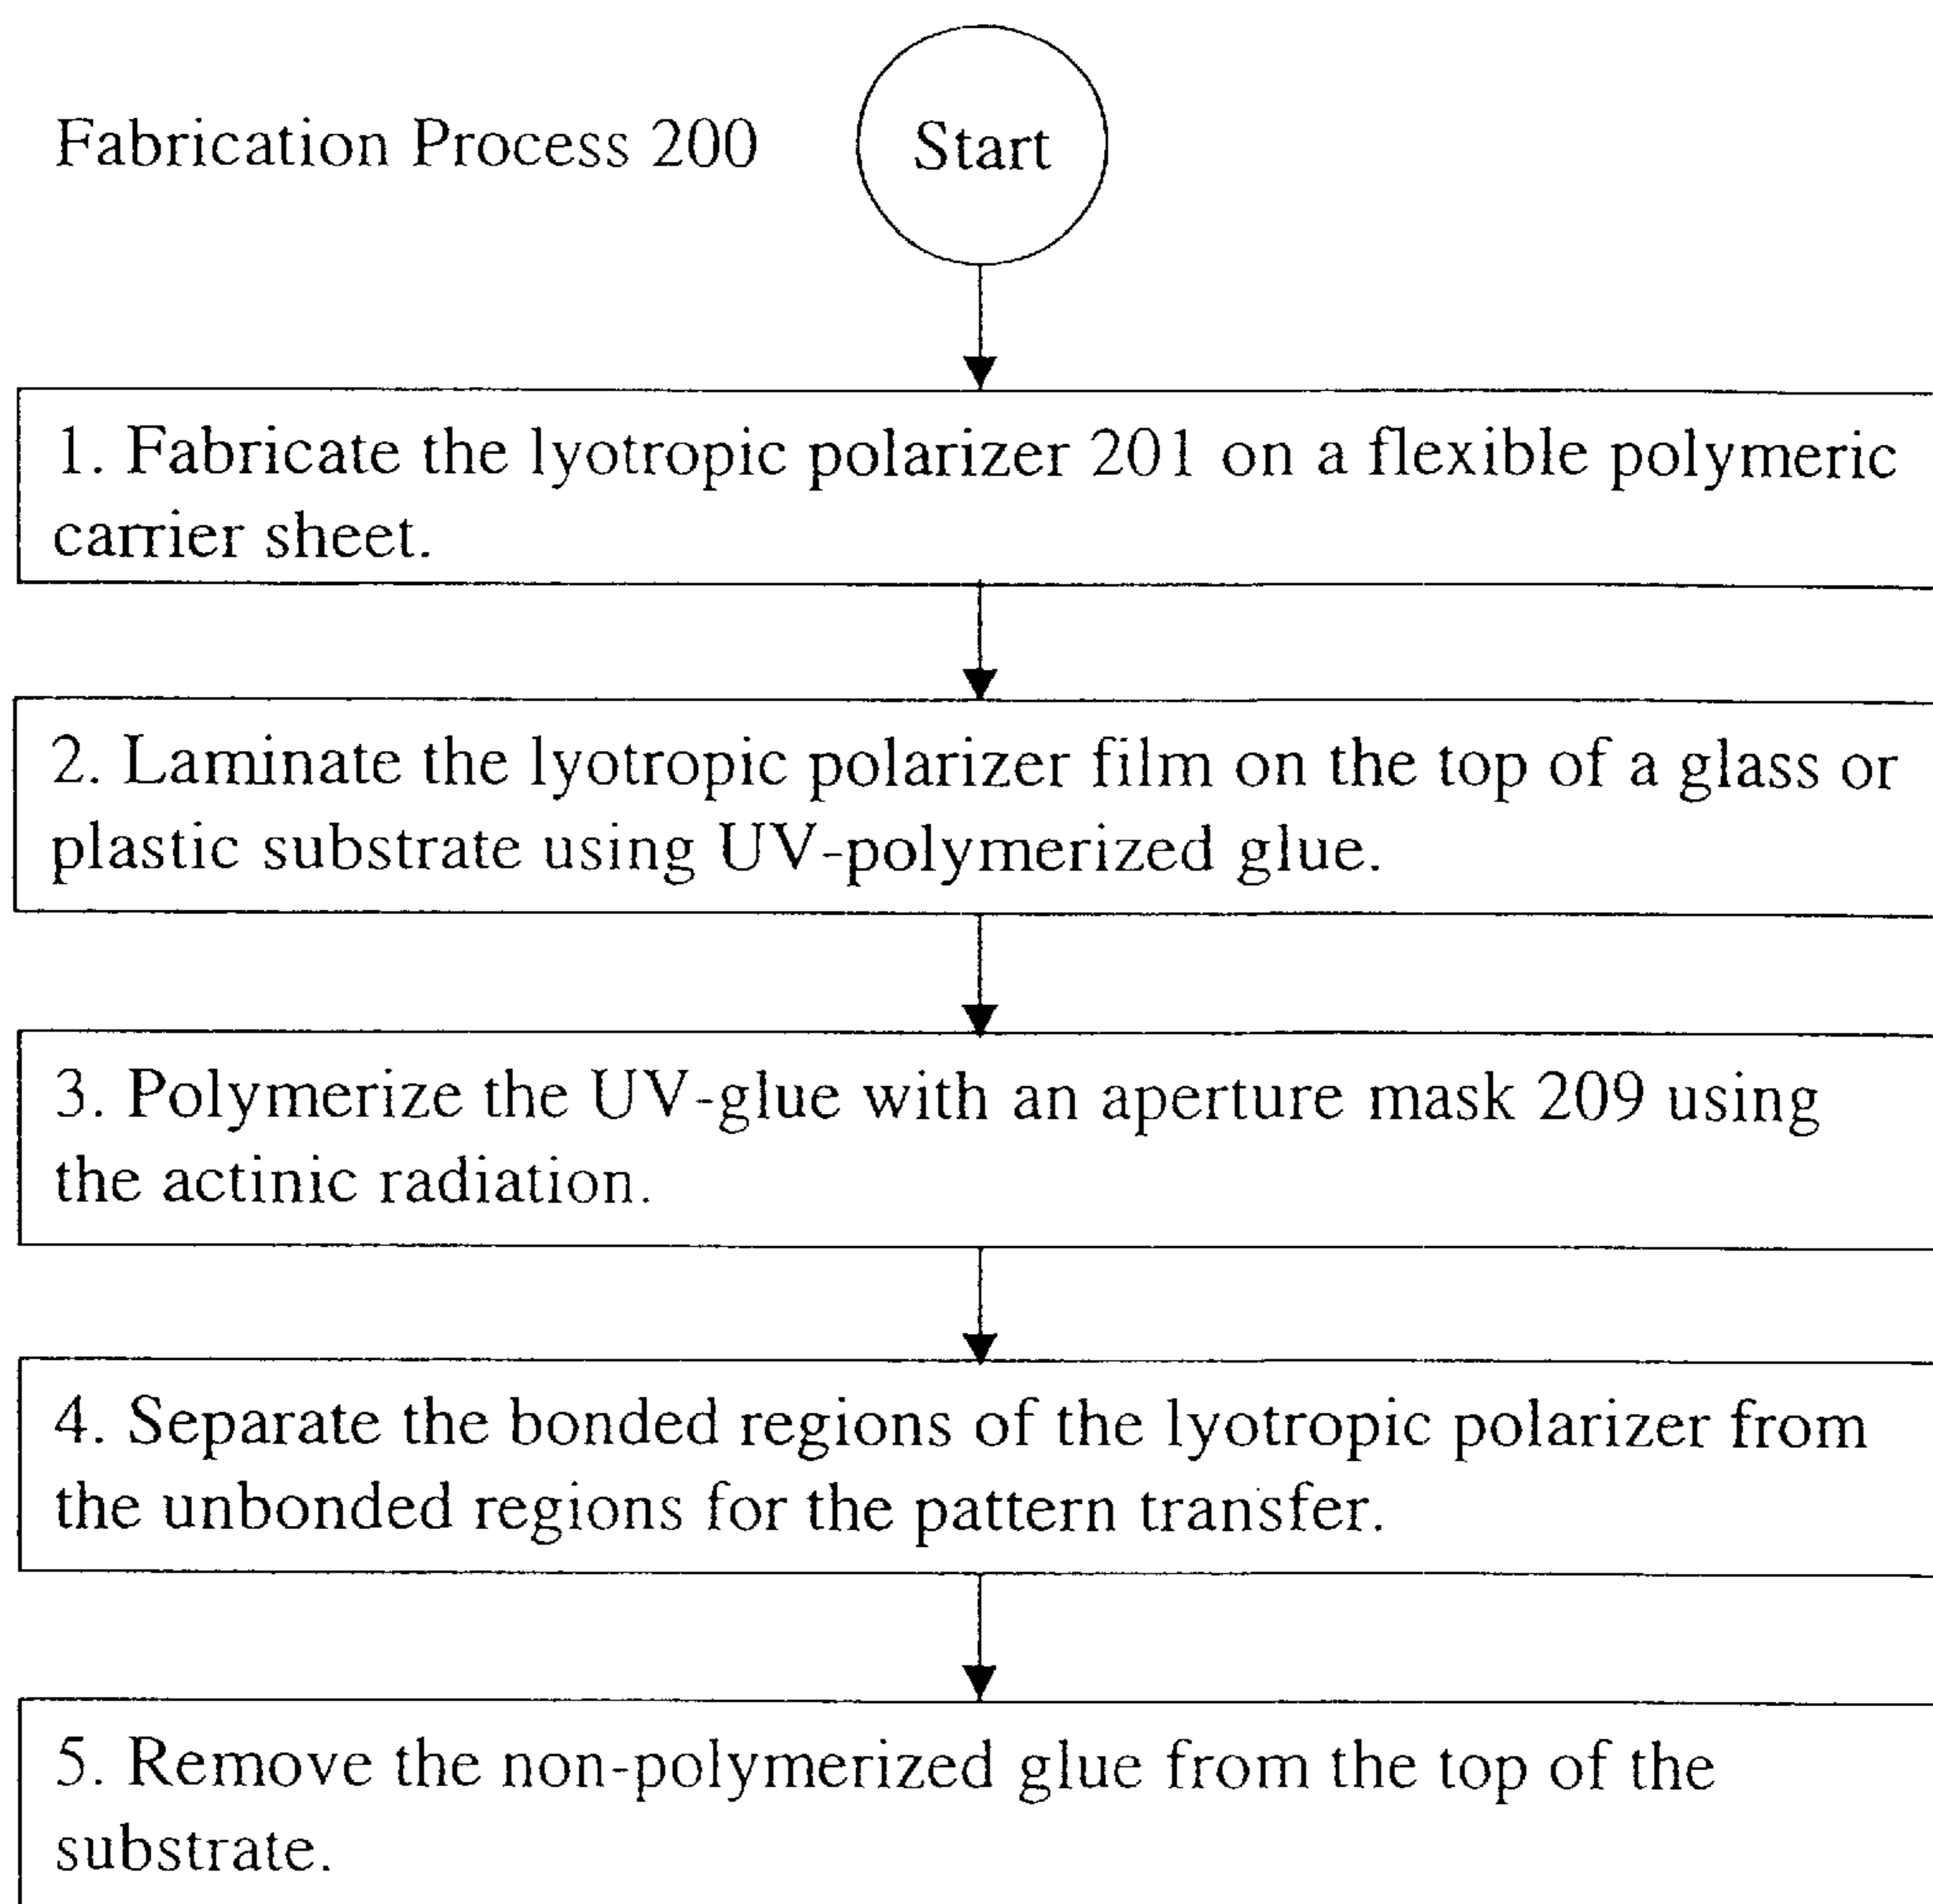 Fabrication Process 200
Start
1. Fabricate the lyotropic polarizer 201 on a flexible polymeric
carrier sheet.
2. Laminate the lyotropic polarizer film on the top of a glass or
plastic substrate using UV-polymerized glue.
3. Polymerize the UV-glue with an aperture mask 209 using
the actinic radiation.
4. Separate the bonded regions of the lyotropic polarizer from
the unbonded regions for the pattern transfer.
5. Remove the non-polymerized glue from the top of the
substrate.